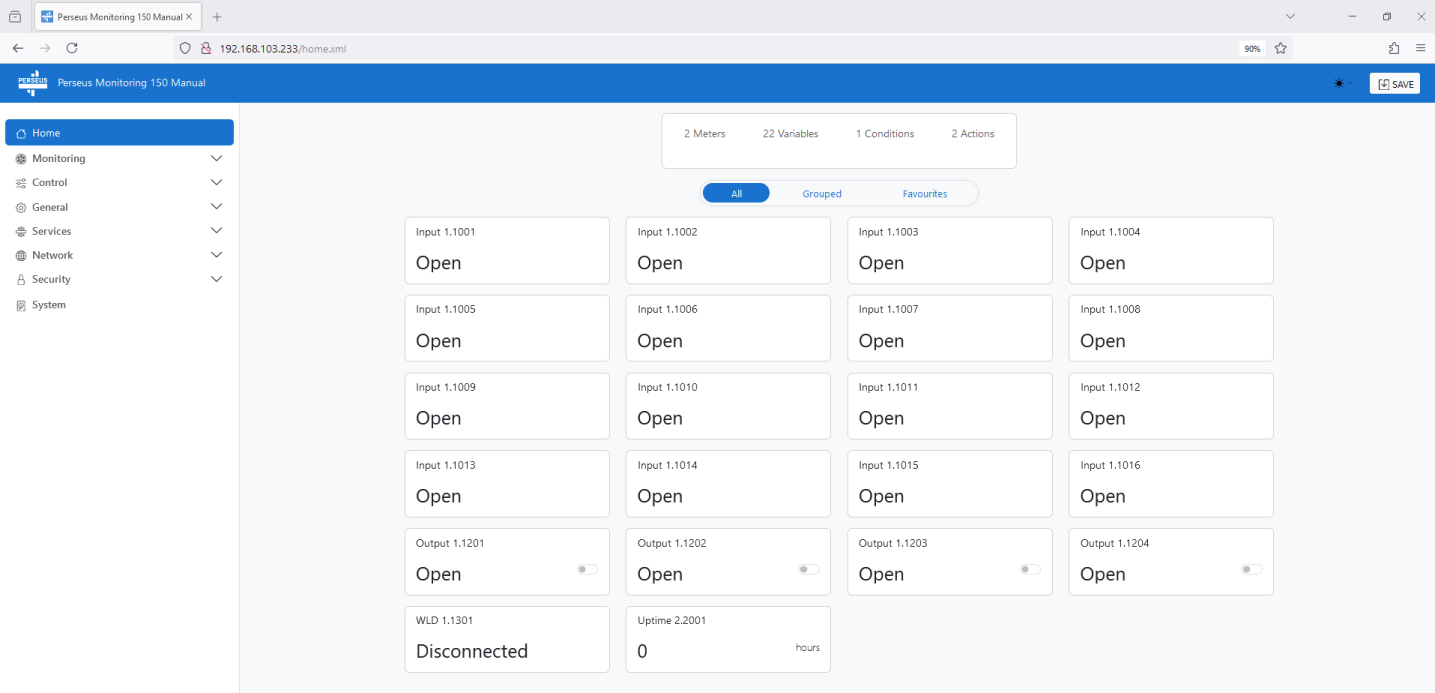 Perseus Monitoring 150 Manual
192.168.103.233/home.xml
90%
PERSEUS
Perseus Monitoring 150 Manual
SAVE
Home
Monitoring
Control
General
Services
Network
Security
System
2 Meters 22 Variables 1 Conditions 2 Actions
All Grouped Favourites
Input 1.1001 Input 1.1002 Input 1.1003 Input 1.1004
Open Open Open Open
Input 1.1005 Input 1.1006 Input 1.1007 Input 1.1008
Open Open Open Open
Input 1.1009 Input 1.1010 Input 1.1011 Input 1.1012
Open Open Open Open
Input 1.1013 Input 1.1014 Input 1.1015 Input 1.1016
Open Open Open Open
Output 1.1201 Output 1.1202 Output 1.1203 Output 1.1204
Open Open Open Open
WLD 1.1301 Uptime 2.2001
Disconnected 0 hours